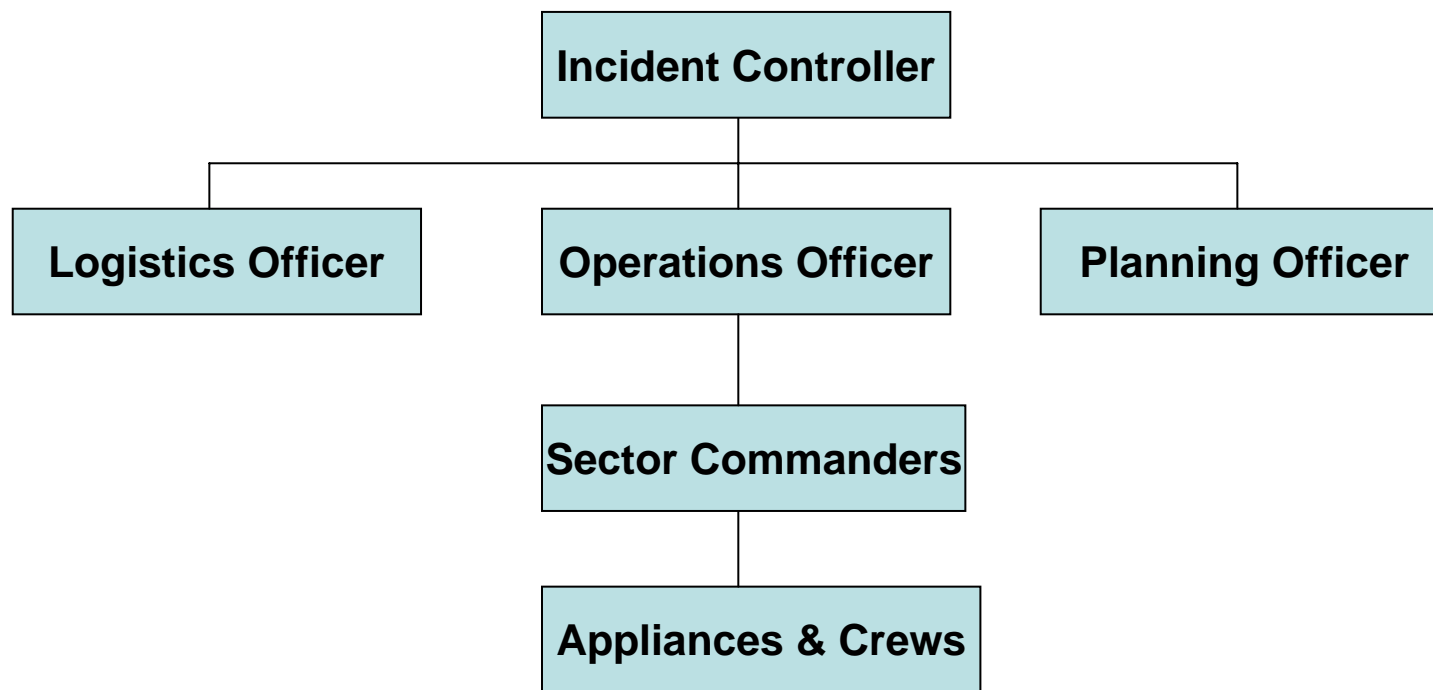 Incident Controller
Logistics Officer
Operations Officer
Planning Officer
Sector Commanders
Appliances & Crews